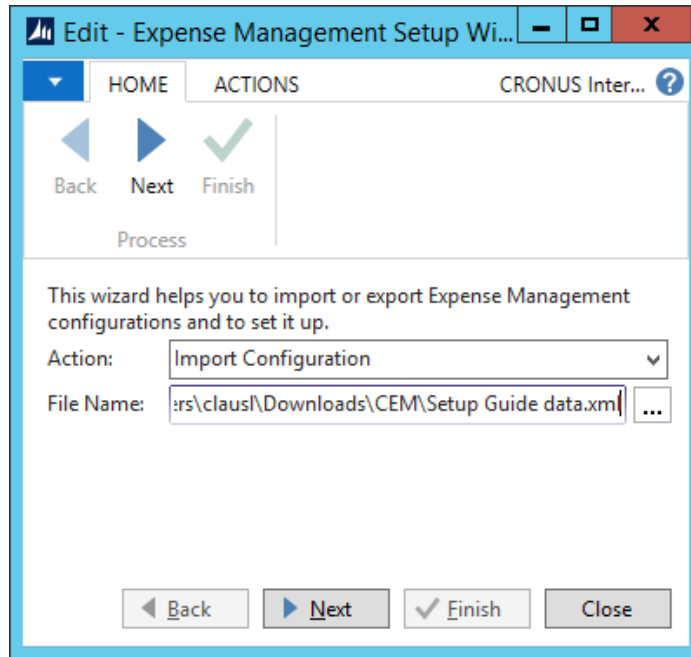 Edit - Expense Management Setup Wi...
HOME ACTIONS CRONUS Inter...
Back Next Finish
Process
This wizard helps you to import or export Expense Management
configurations and to set it up.
Action: Import Configuration
File Name: ers\clausl\Downloads\CEM\Setup Guide data.xml ...
Back Next Finish Close